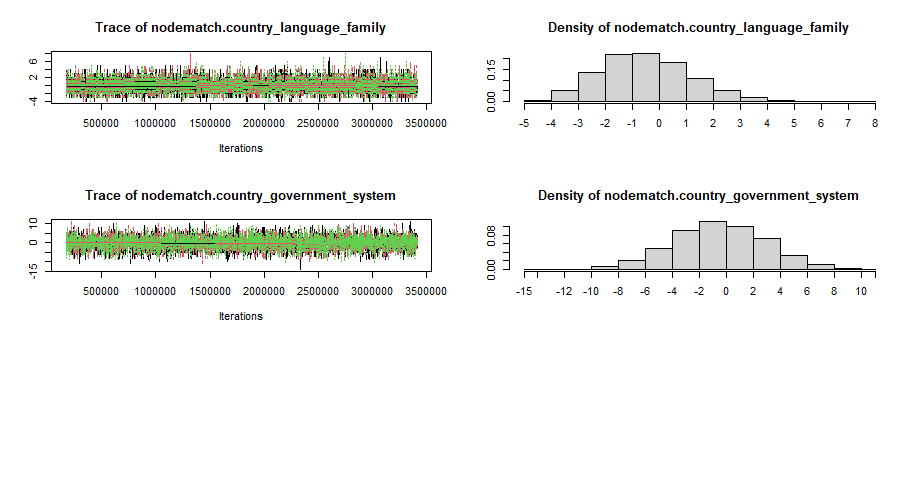 Trace of nodematch.country_language_family
-4 2 6
500000 1000000 1500000 2000000 2500000 3000000 3500000
Iterations
Density of nodematch.country_language_family
0.00 0.15
-5 -4 -3 -2 -1 0 1 2 3 4 5 6 7 8
Trace of nodematch.country_government_system
-15 0 10
500000 1000000 1500000 2000000 2500000 3000000 3500000
Iterations
Density of nodematch.country_government_system
0.00 0.08
-15 -12 -10 -8 -6 -4 -2 0 2 4 6 8 10